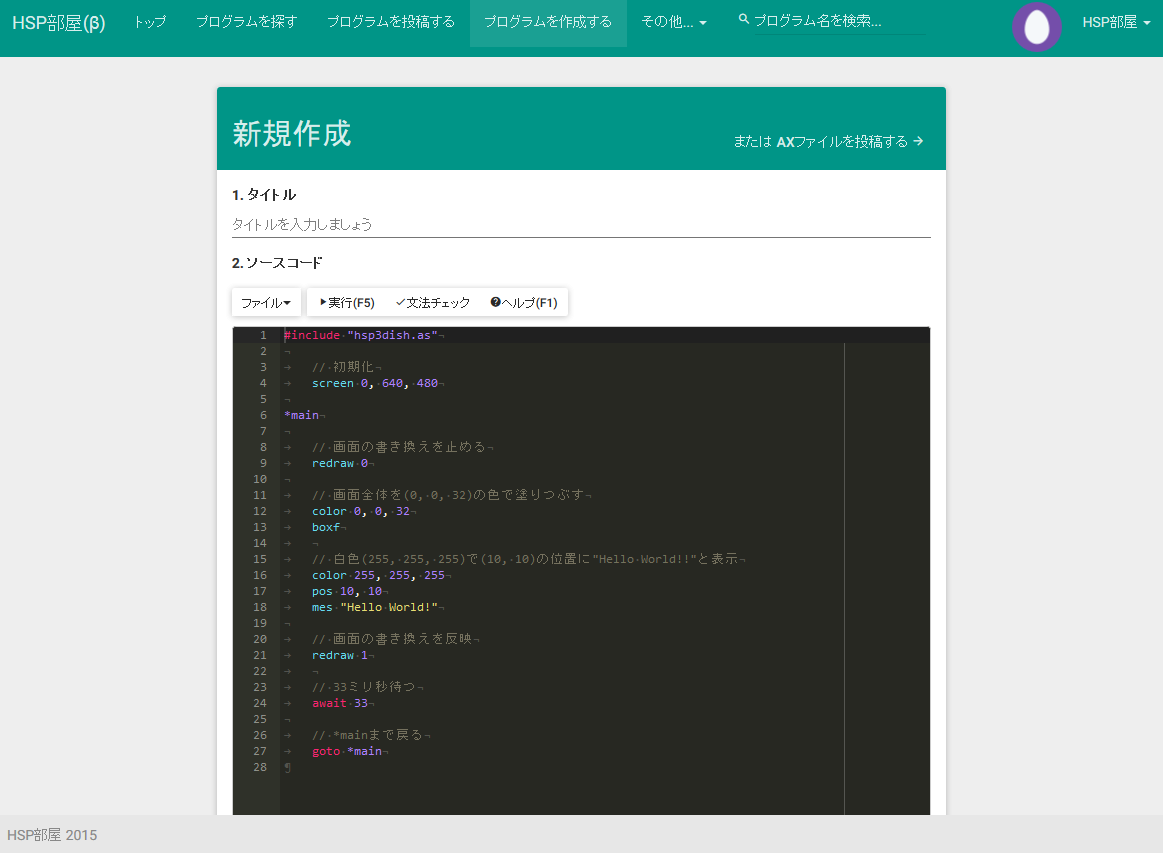 HSP部屋(β) トップ プログラムを探す プログラムを投稿する プログラムを作成する その他... プログラム名を検索... HSP部屋
新規作成
または AXファイルを投稿する →
1. タイトル
タイトルを入力しましょう
2. ソースコード
ファイル 実行(F5) 文法チェック ヘルプ(F1)
1 #include "hsp3dish.as"
2
3 // 初期化
4 screen 0, 640, 480
5
6 *main
7
8 // 画面の書き換えを止める
9 redraw 0
10
11 // 画面全体を(0, 0, 32)の色で塗りつぶす
12 color 0, 0, 32
13 boxf
14
15 // 白色(255, 255, 255)で(10, 10)の位置に"Hello World!!"と表示
16 color 255, 255, 255
17 pos 10, 10
18 mes "Hello World!"
19
20 // 画面の書き換えを反映
21 redraw 1
22
23 // 33ミリ秒待つ
24 await 33
25
26 // *mainまで戻る
27 goto *main
28
HSP部屋 2015